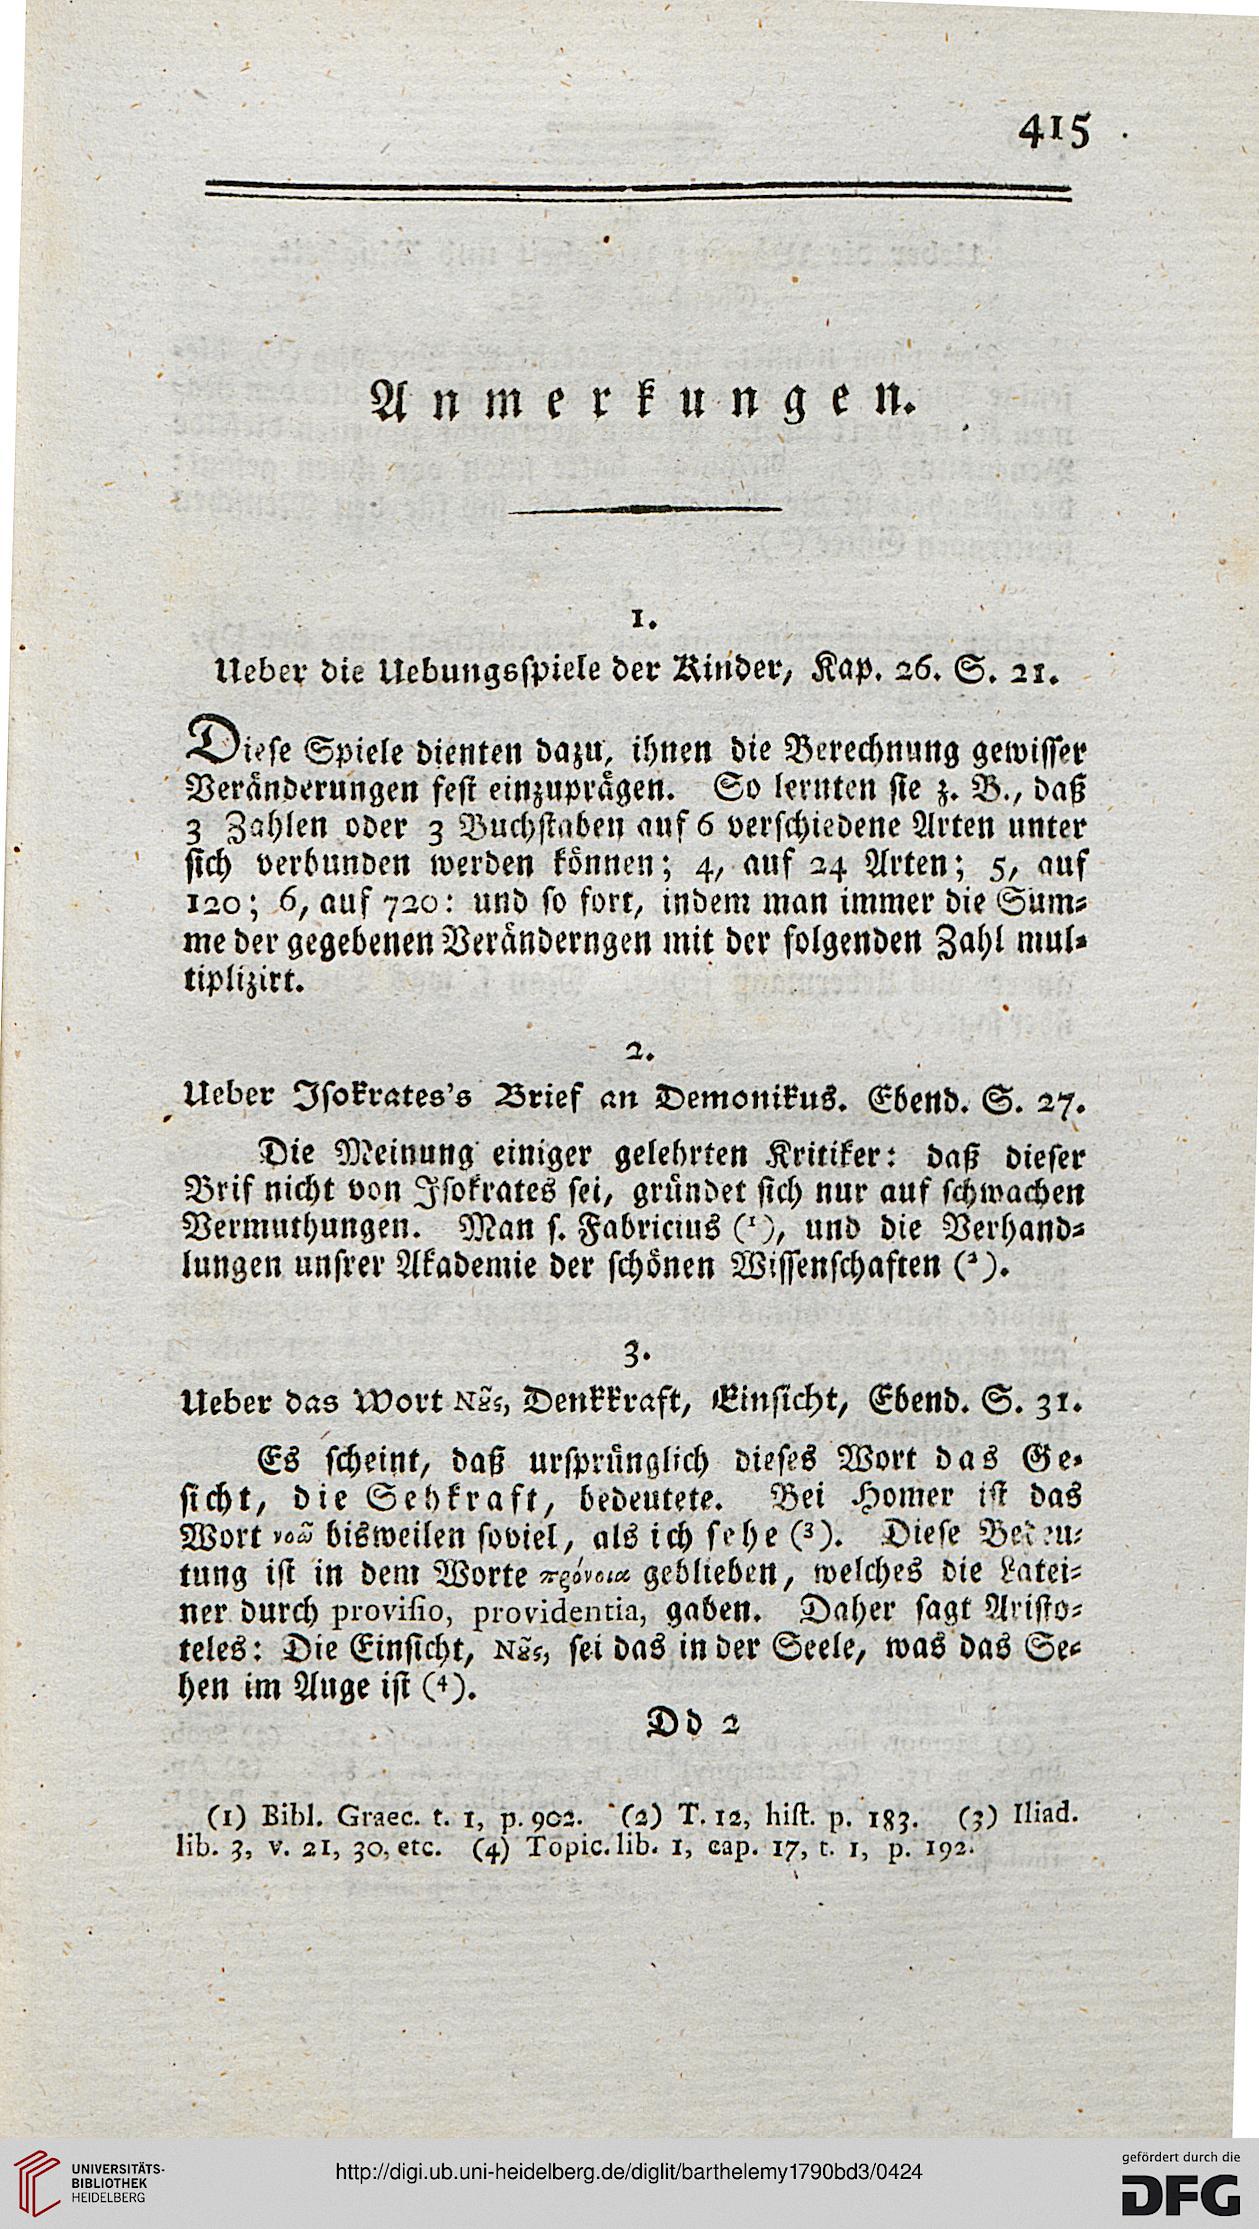 415
Anmerkungen.
1.
Ueber die Uebungsspiele der Kinder, Kap. 26. S. 21.
Diese Spiele dienten dazu, ihnen die Berechnung gewisser
Veränderungen fest einzuprägen. So lernten sie z. B., daß
3 Zahlen oder 3 Buchstaben auf 6 verschiedene Arten unter
sich verbunden werden können; 4, auf 24 Arten; 5, auf
120; 6, auf 720: und so fort, indem man immer die Sum-
me der gegebenen Veränderngen mit der folgenden Zahl mul-
tiplizirt.
2.
Ueber Isokrates's Brief an Demonikus. Ebend. S. 27.
Die Meinung einiger gelehrten Kritiker: daß dieser
Brif nicht von Isokrates sei, gründet sich nur auf schwachen
Vermuthungen. Man s. Fabricius (1), und die Verhand-
lungen unsrer Akademie der schönen Wissenschaften (2).
3.
Ueber das Wort Νȣ͂ς, Denkkraft, Einsicht, Ebend. S. 31.
Es scheint, daß ursprünglich dieses Wort das Ge-
sicht, die Sehkraft, bedeutete. Bei Homer ist das
Wort νοῶ bisweilen soviel, als ich sehe (3). Diese Bedeu-
tung ist in dem Worte πρόνοια geblieben, welches die Latei-
ner durch provisio, providentia, gaben. Daher sagt Aristo-
teles: Die Einsicht, Νȣ͂ς, sei das in der Seele, was das Se-
hen im Auge ist (4).
Dd 2
(1) Bibl. Graec. t. 1, p. 902. (2) T. 12, hist. p. 183. (3) Iliad.
lib. 3, v. 21, 30, etc. (4) Topic. lib. 1, cap. 17, t. 1, p. 192.
UNIVERSITÄTS-
BIBLIOTHEK
HEIDELBERG
http://digi.ub.uni-heidelberg.de/diglit/barthelemy1790bd3/0424
gefördert durch die
DFG